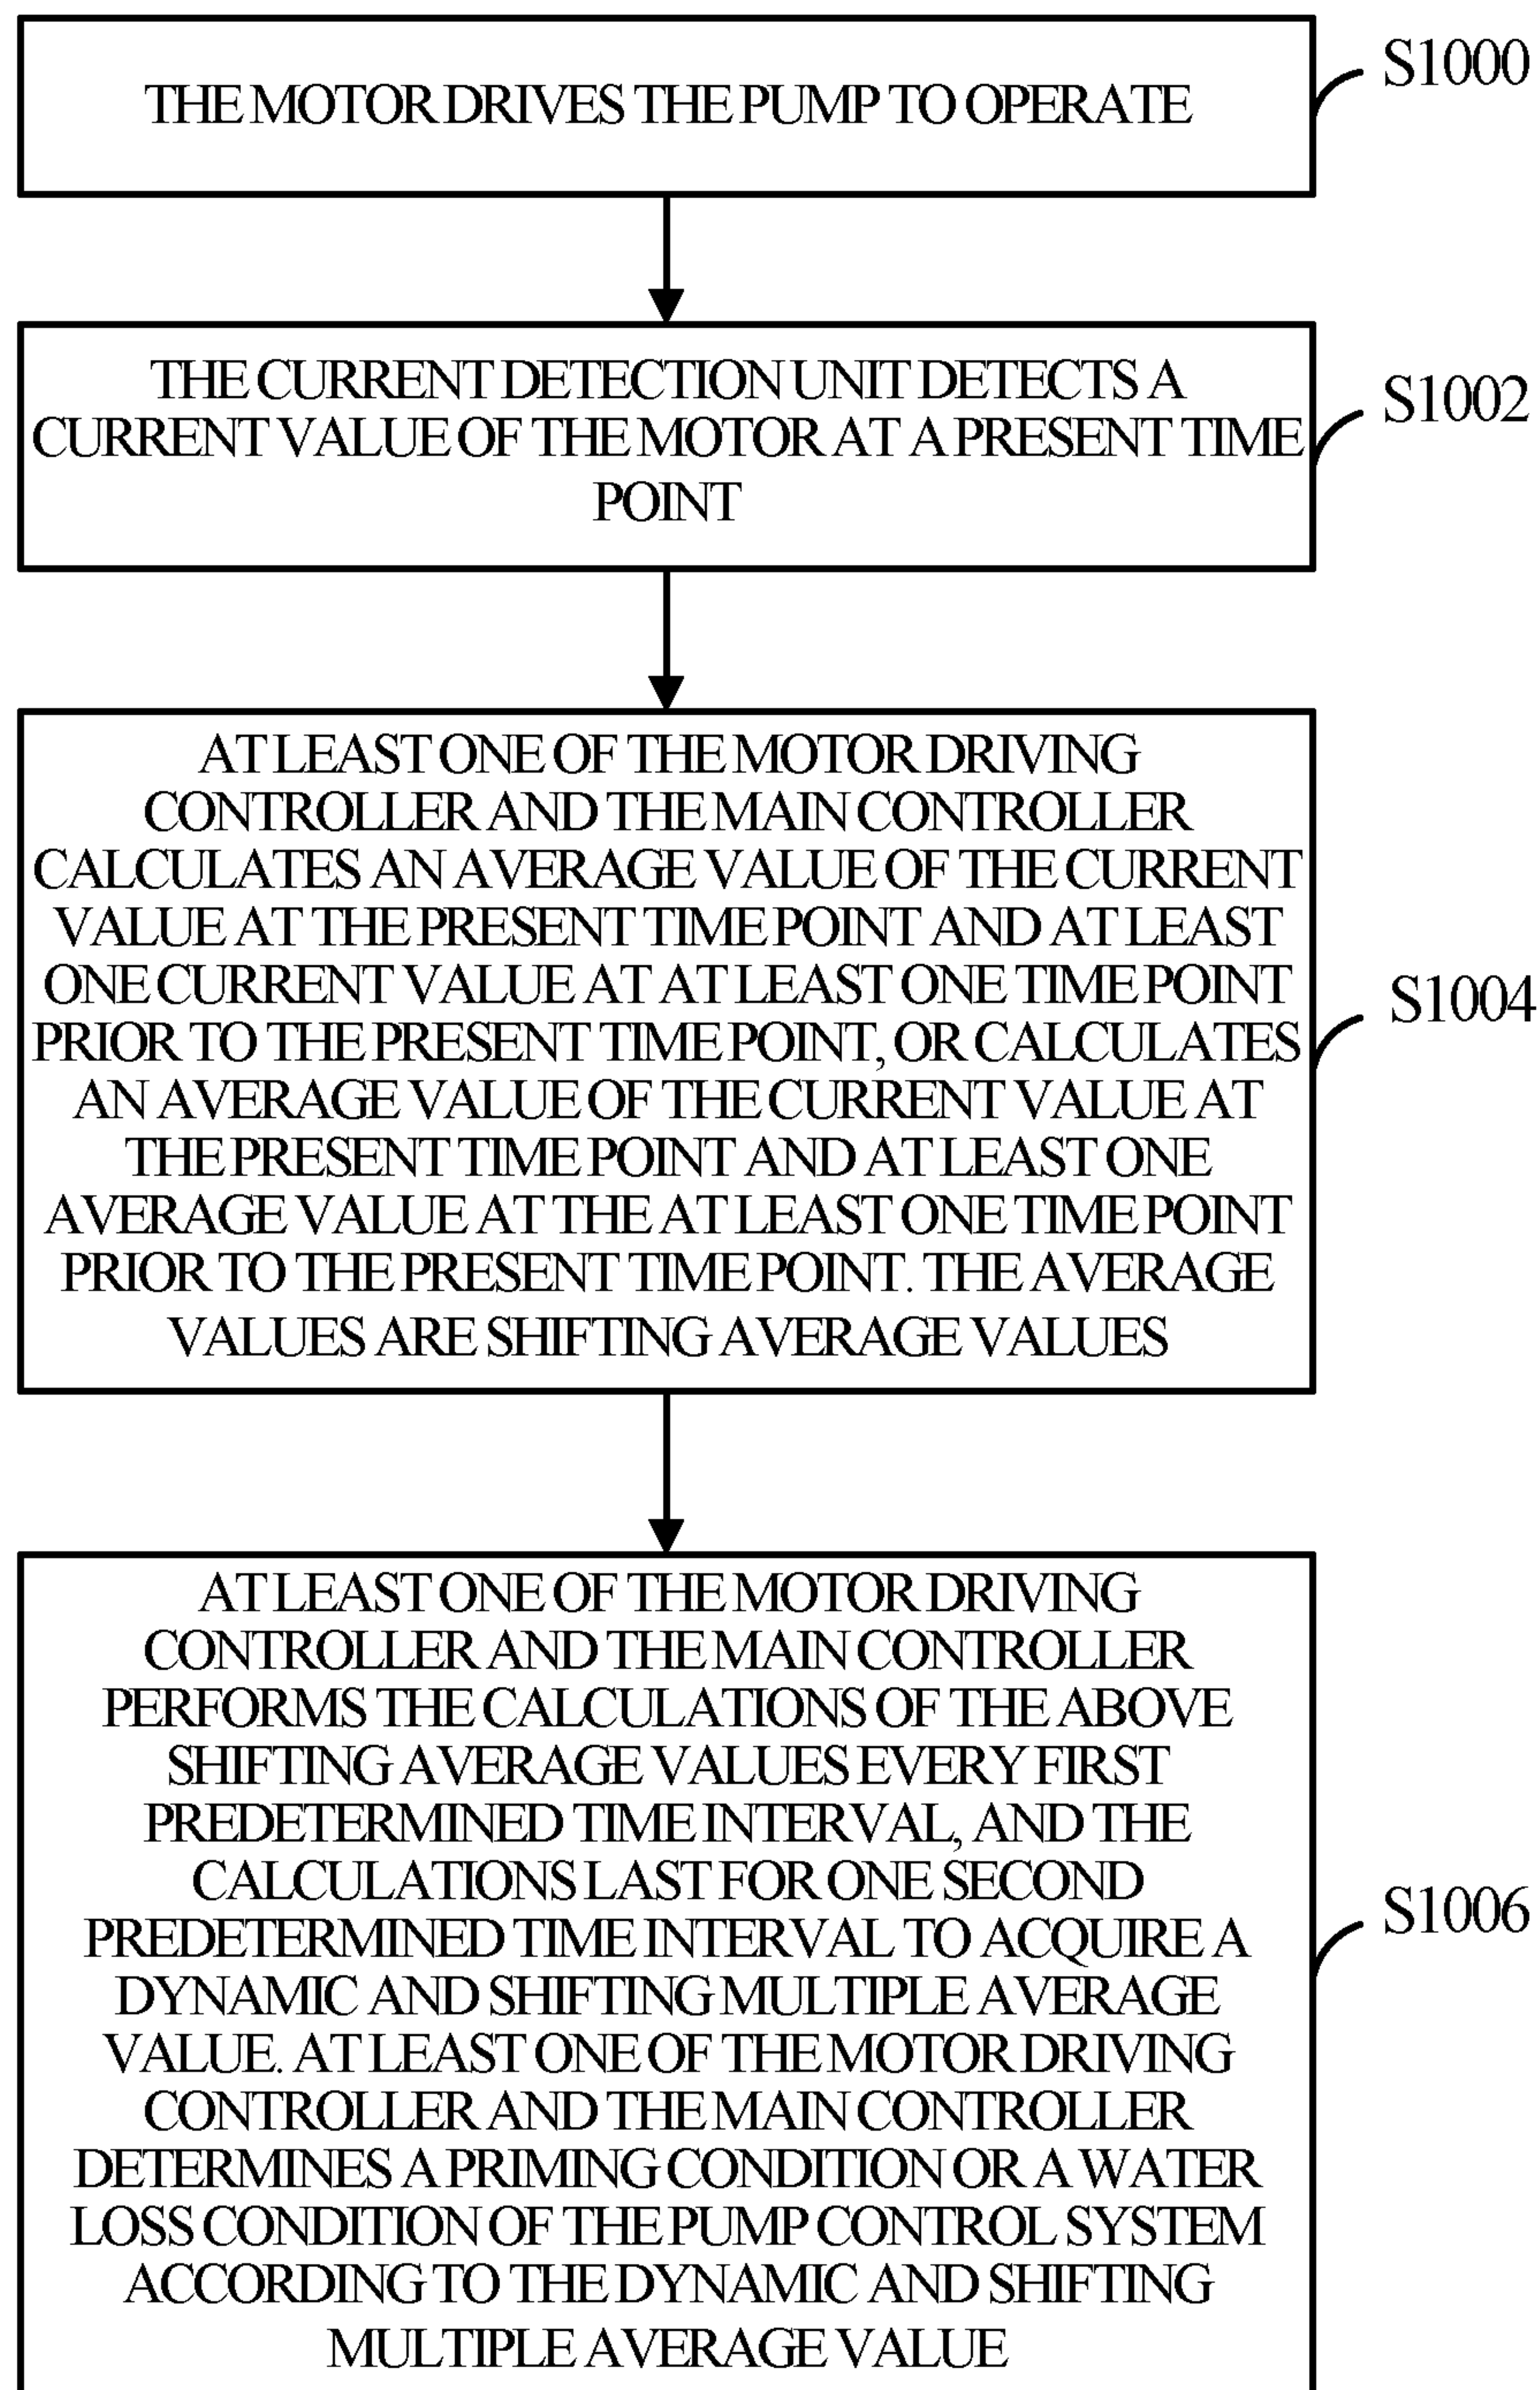 THE MOTOR DRIVES THE PUMP TO OPERATE
S1000
THE CURRENT DETECTION UNIT DETECTS A
CURRENT VALUE OF THE MOTOR AT A PRESENT TIME
POINT
S1002
AT LEAST ONE OF THE MOTOR DRIVING
CONTROLLER AND THE MAIN CONTROLLER
CALCULATES AN AVERAGE VALUE OF THE CURRENT
VALUE AT THE PRESENT TIME POINT AND AT LEAST
ONE CURRENT VALUE AT AT LEAST ONE TIME POINT
PRIOR TO THE PRESENT TIME POINT, OR CALCULATES
AN AVERAGE VALUE OF THE CURRENT VALUE AT
THE PRESENT TIME POINT AND AT LEAST ONE
AVERAGE VALUE AT THE AT LEAST ONE TIME POINT
PRIOR TO THE PRESENT TIME POINT. THE AVERAGE
VALUES ARE SHIFTING AVERAGE VALUES
S1004
AT LEAST ONE OF THE MOTOR DRIVING
CONTROLLER AND THE MAIN CONTROLLER
PERFORMS THE CALCULATIONS OF THE ABOVE
SHIFTING AVERAGE VALUES EVERY FIRST
PREDETERMINED TIME INTERVAL, AND THE
CALCULATIONS LAST FOR ONE SECOND
PREDETERMINED TIME INTERVAL TO ACQUIRE A
DYNAMIC AND SHIFTING MULTIPLE AVERAGE
VALUE. AT LEAST ONE OF THE MOTOR DRIVING
CONTROLLER AND THE MAIN CONTROLLER
DETERMINES A PRIMING CONDITION OR A WATER
LOSS CONDITION OF THE PUMP CONTROL SYSTEM
ACCORDING TO THE DYNAMIC AND SHIFTING
MULTIPLE AVERAGE VALUE
S1006